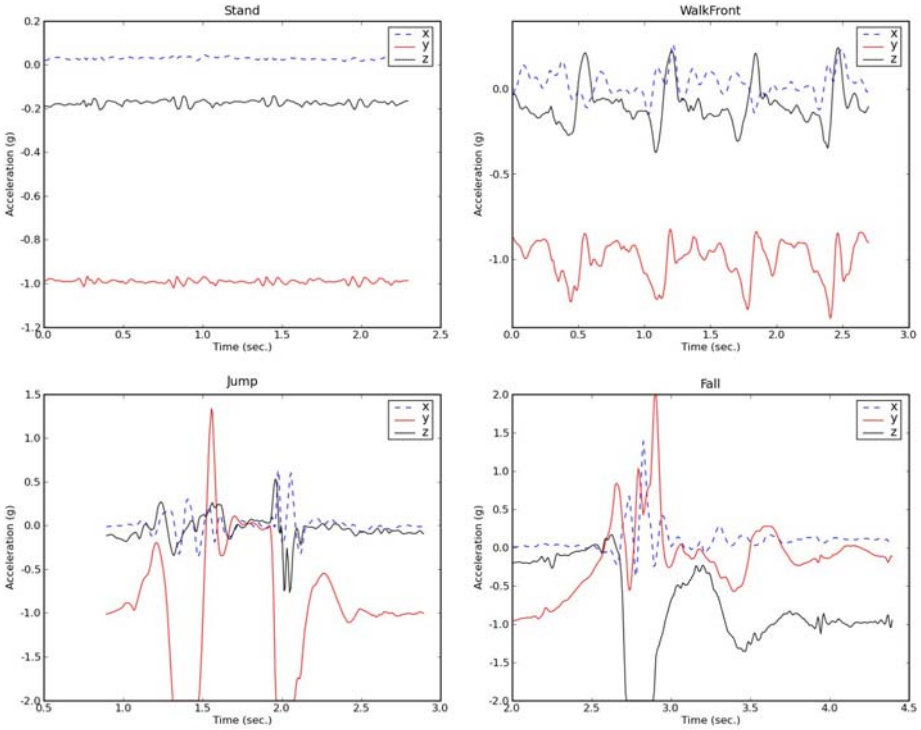 Stand
0.2
0.0
-0.2
-0.4
-0.6
-0.8
-1.0
-1.2
Acceleration (g)
x
y
z
0.0 0.5 1.0 1.5 2.0 2.5
Time (sec.)
WalkFront
0.0
-0.5
-1.0
Acceleration (g)
x
y
z
0.0 0.5 1.0 1.5 2.0 2.5 3.0
Time (sec.)
Jump
1.5
1.0
0.5
0.0
-0.5
-1.0
-1.5
-2.0
Acceleration (g)
x
y
z
0.5 1.0 1.5 2.0 2.5 3.0
Time (sec.)
Fall
2.0
1.5
1.0
0.5
0.0
-0.5
-1.0
-1.5
-2.0
Acceleration (g)
x
y
z
2.0 2.5 3.0 3.5 4.0 4.5
Time (sec.)